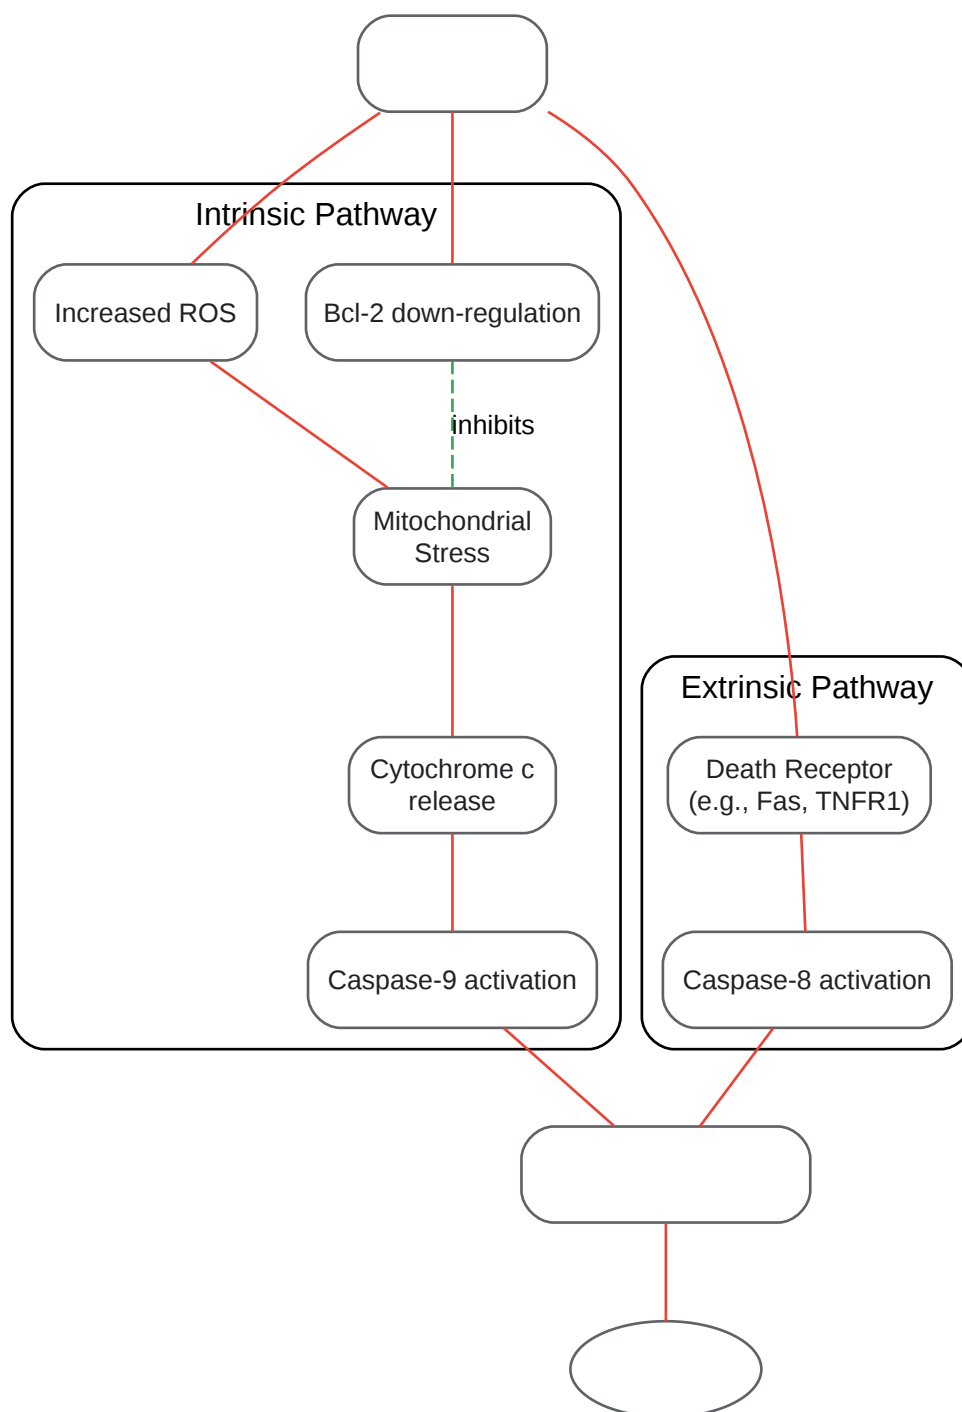 Intrinsic Pathway
Increased ROS
Bcl-2 down-regulation
inhibits
Mitochondrial
Stress
Extrinsic Pathway
Cytochrome c
release
Death Receptor
(e.g., Fas, TNFR1)
Caspase-9 activation
Caspase-8 activation